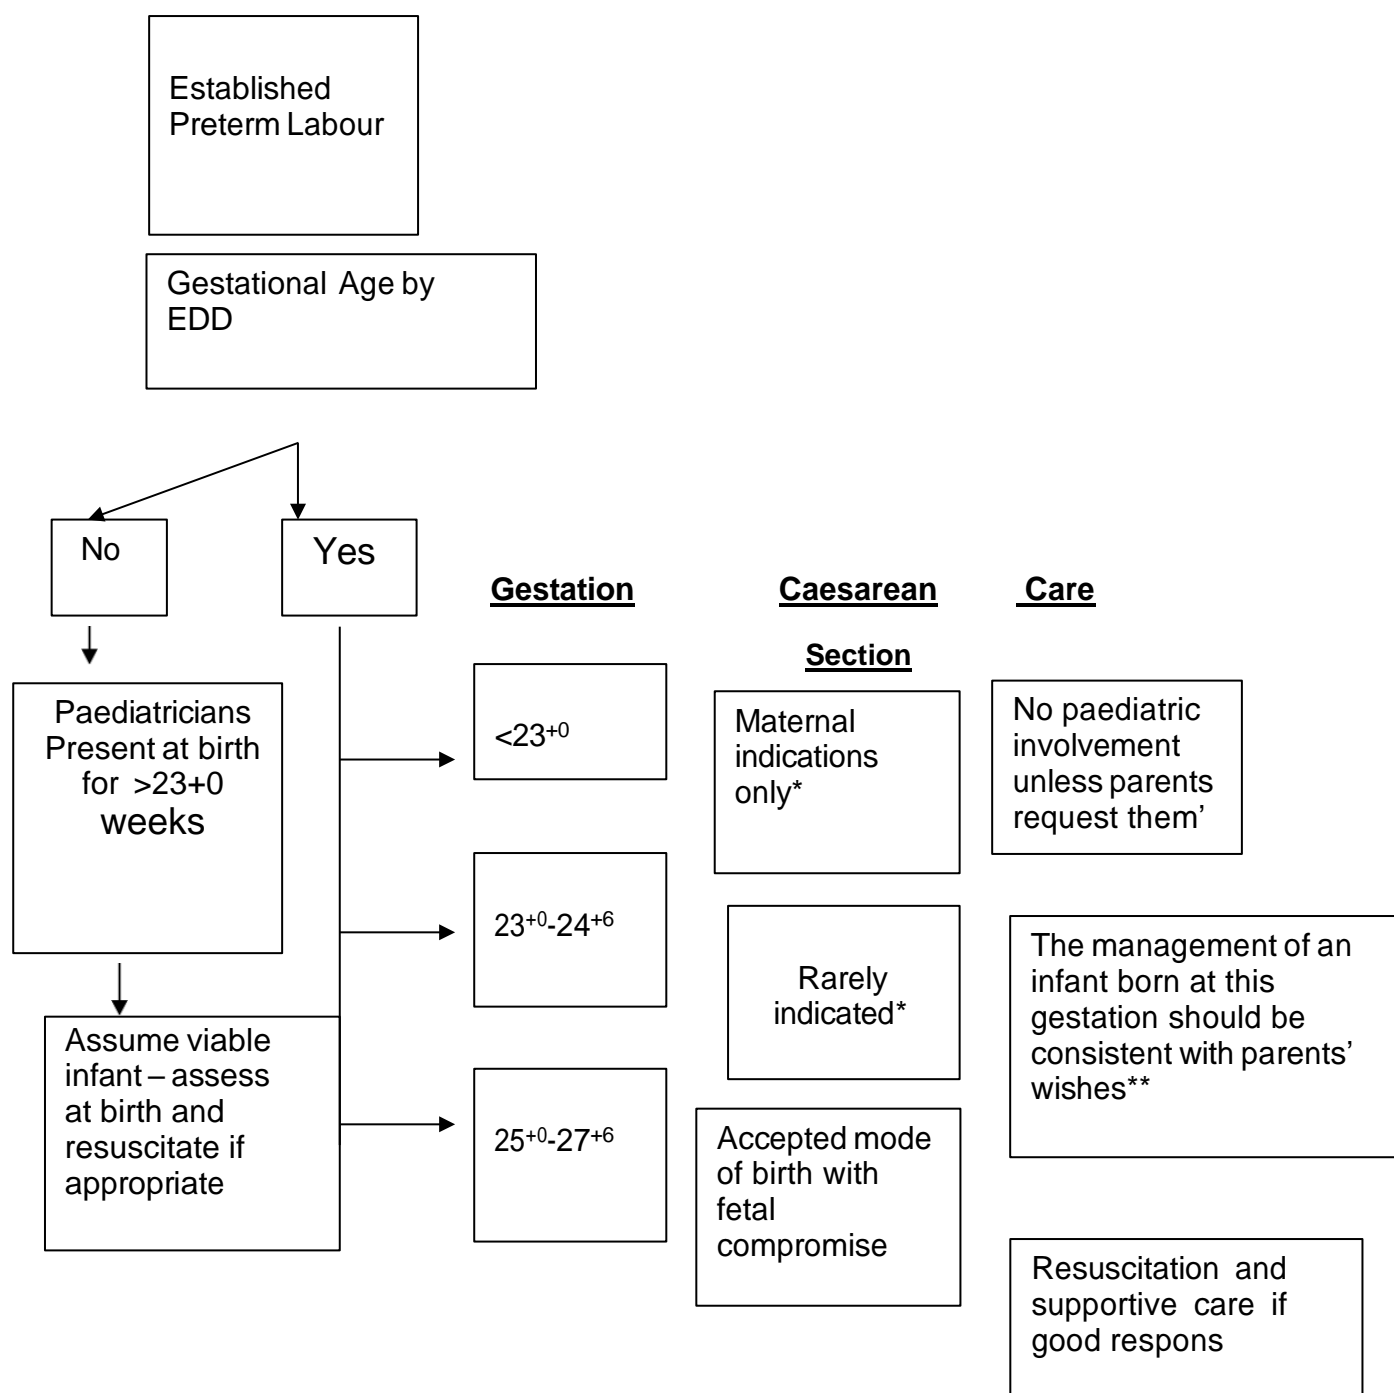 Established
Preterm Labour
Gestational Age by
EDD
No
Yes
Paediatricians
Present at birth
for >23+0
weeks
Assume viable
infant – assess
at birth and
resuscitate if
appropriate
Gestation
<23⁺⁰
23⁺⁰-24⁺⁶
25⁺⁰-27⁺⁶
Caesarean
Section
Maternal
indications
only*
Rarely
indicated*
Accepted mode
of birth with
fetal
compromise
Care
No paediatric
involvement
unless parents
request them’
The management of an
infant born at this
gestation should be
consistent with parents’
wishes**
Resuscitation and
supportive care if
good respons